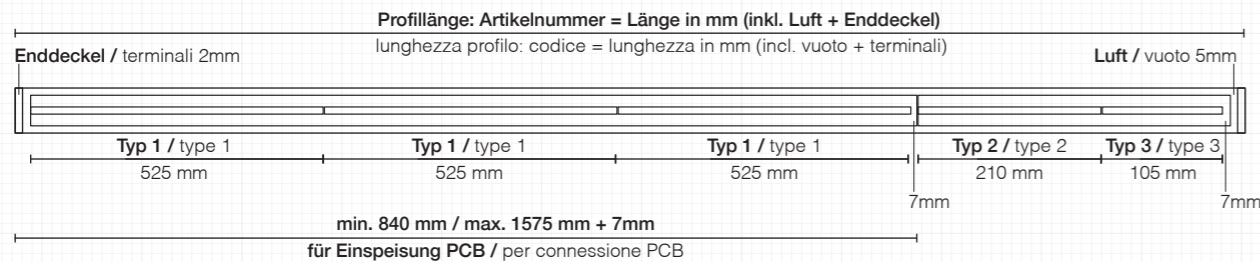 Profillänge: Artikelnummer = Länge in mm (inkl. Luft + Enddeckel)
lunghezza profilo: codice = lunghezza in mm (incl. vuoto + terminali)
Enddeckel / terminali 2mm
Luft / vuoto 5mm
Typ 1 / type 1
Typ 1 / type 1
Typ 1 / type 1
Typ 2 / type 2
Typ 3 / type 3
525 mm
525 mm
525 mm
210 mm
105 mm
7mm
7mm
min. 840 mm / max. 1575 mm + 7mm
für Einspeisung PCB / per connessione PCB